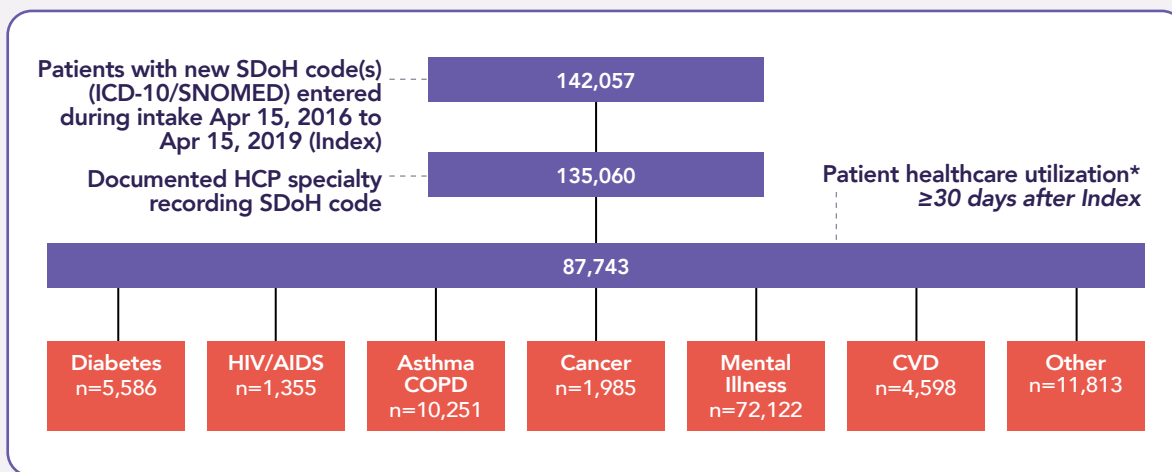 Patients with new SDoH code(s)
(ICD-10/SNOMED) entered
during intake Apr 15, 2016 to
Apr 15, 2019 (Index)
142,057
Documented HCP specialty
recording SDoH code
135,060
Patient healthcare utilization*
≥30 days after Index
87,743
Diabetes
n=5,586
HIV/AIDS
n=1,355
Asthma
COPD
n=10,251
Cancer
n=1,985
Mental
Illness
n=72,122
CVD
n=4,598
Other
n=11,813